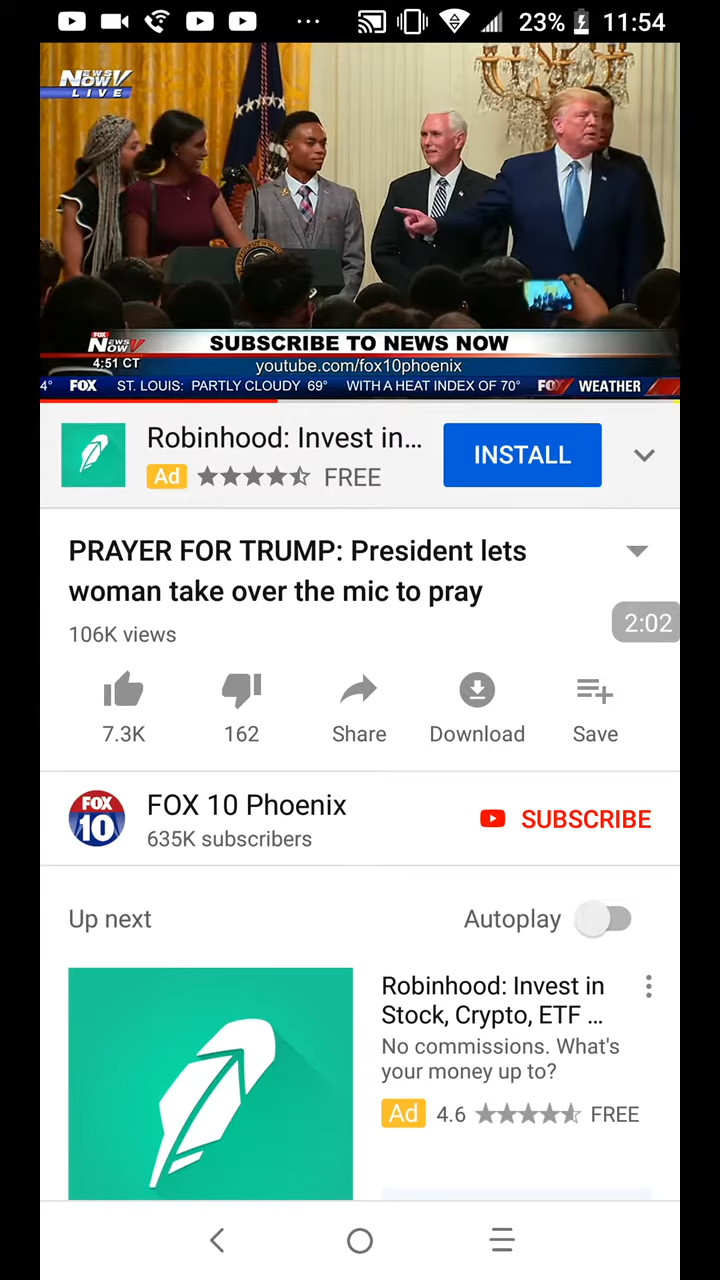 23% 11:54
NEWS
NOW
LIVE
FOX
NEWS
NOW
SUBSCRIBE TO NEWS NOW
4:51 CT
youtube.com/fox10phoenix
4° FOX ST. LOUIS: PARTLY CLOUDY 69° WITH A HEAT INDEX OF 70° FOX WEATHER
Robinhood: Invest in...
INSTALL
Ad FREE
PRAYER FOR TRUMP: President lets
woman take over the mic to pray
2:02
106K views
7.3K 162 Share Download Save
FOX 10 Phoenix
FOX
10
SUBSCRIBE
635K subscribers
Up next Autoplay
Robinhood: Invest in
Stock, Crypto, ETF ...
No commissions. What's
your money up to?
Ad 4.6 FREE